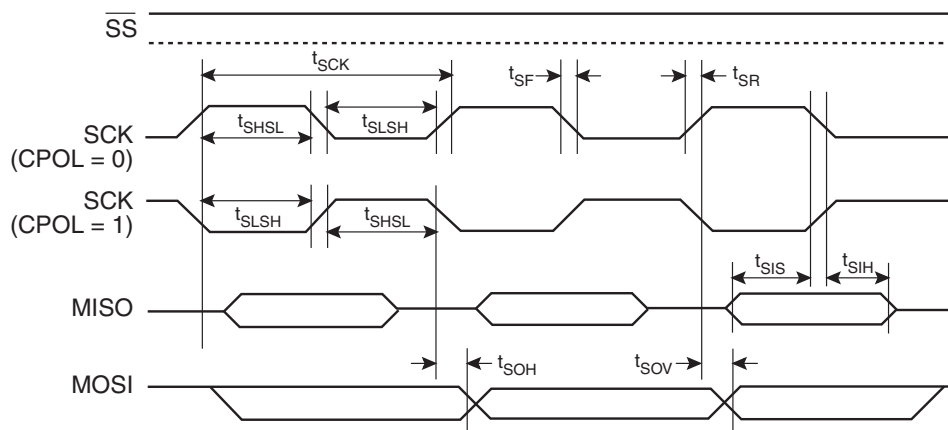 SS
tSCK
tSF
tSR
SCK
(CPOL = 0)
tSHSL
tSLSH
SCK
(CPOL = 1)
tSLSH
tSHSL
tSIS
tSIH
MISO
tSOH
tSOV
MOSI